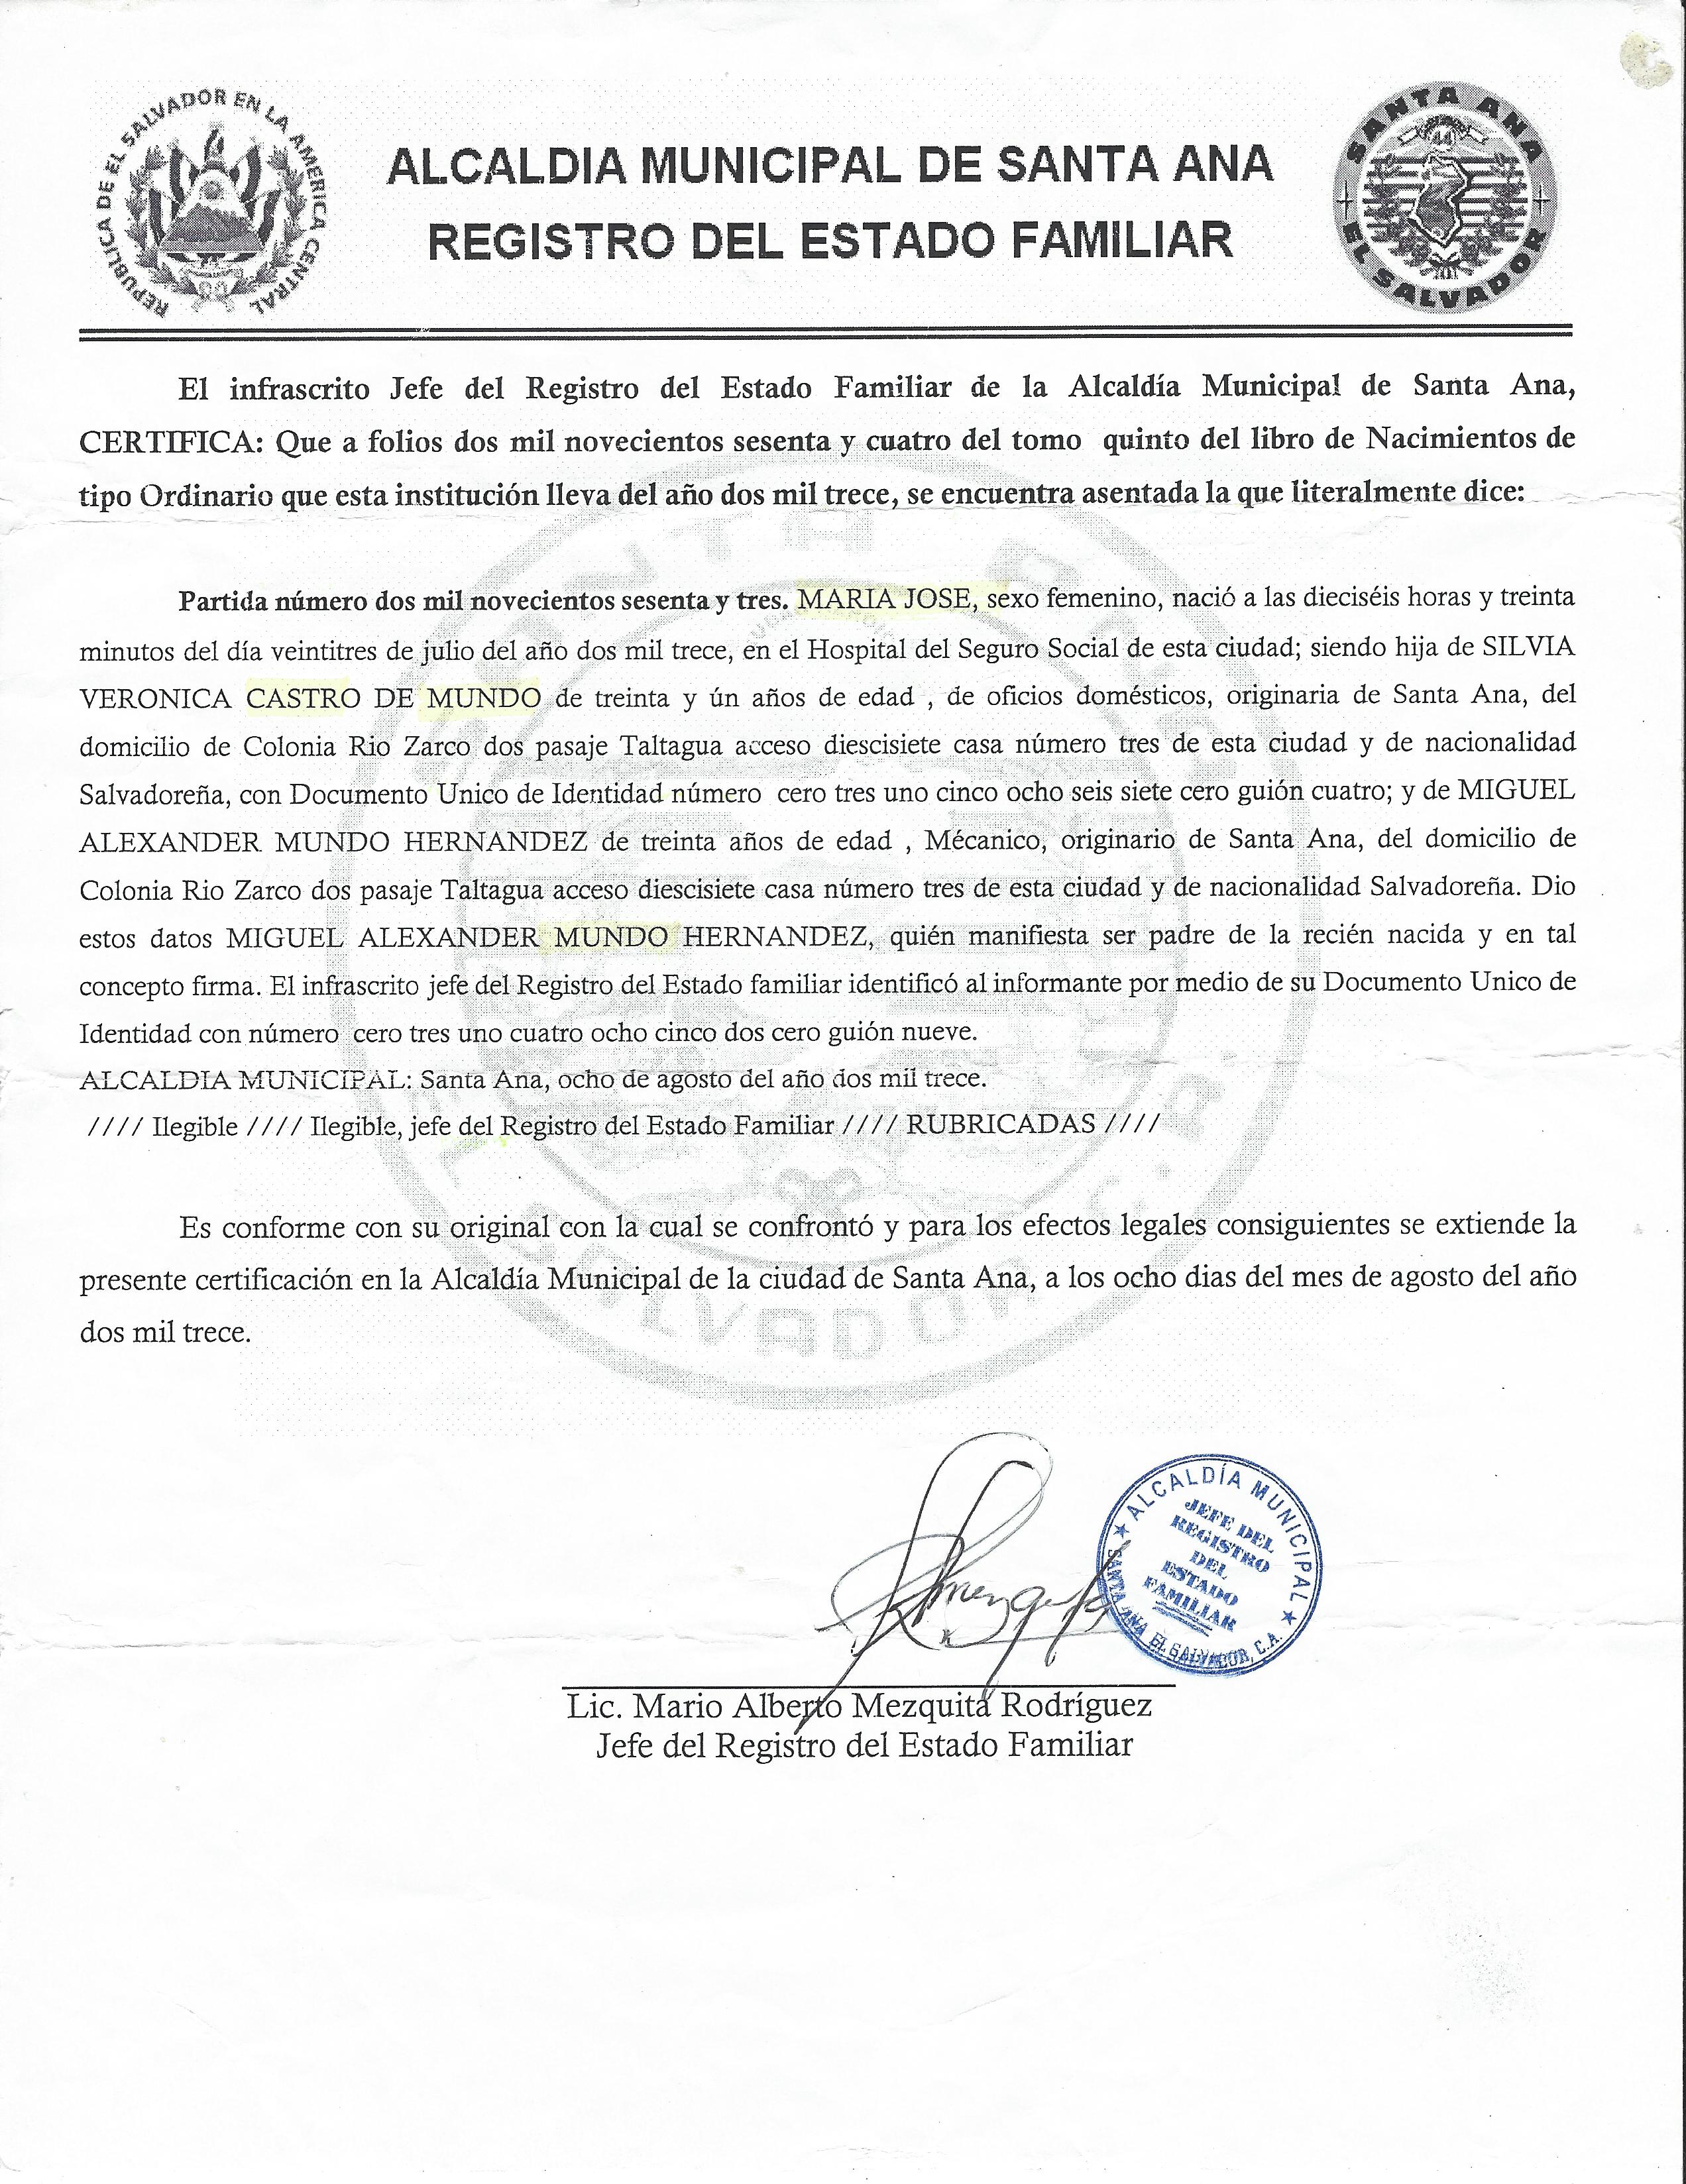 REPUBLICA DE EL SALVADOR EN LA AMERICA CENTRAL
ALCALDIA MUNICIPAL DE SANTA ANA
REGISTRO DEL ESTADO FAMILIAR
SANTA ANA
EL SALVADOR
El infrascrito Jefe del Registro del Estado Familiar de la Alcaldía Municipal de Santa Ana,
CERTIFICA: Que a folios dos mil novecientos sesenta y cuatro del tomo quinto del libro de Nacimientos de
tipo Ordinario que esta institución lleva del año dos mil trece, se encuentra asentada la que literalmente dice:
Partida número dos mil novecientos sesenta y tres. MARIA JOSE, sexo femenino, nació a las dieciséis horas y treinta
minutos del día veintitres de julio del año dos mil trece, en el Hospital del Seguro Social de esta ciudad; siendo hija de SILVIA
VERONICA CASTRO DE MUNDO de treinta y ún años de edad , de oficios domésticos, originaria de Santa Ana, del
domicilio de Colonia Rio Zarco dos pasaje Taltagua acceso diescisiete casa número tres de esta ciudad y de nacionalidad
Salvadoreña, con Documento Unico de Identidad número cero tres uno cinco ocho seis siete cero guión cuatro; y de MIGUEL
ALEXANDER MUNDO HERNANDEZ de treinta años de edad , Mécanico, originario de Santa Ana, del domicilio de
Colonia Rio Zarco dos pasaje Taltagua acceso diescisiete casa número tres de esta ciudad y de nacionalidad Salvadoreña. Dio
estos datos MIGUEL ALEXANDER MUNDO HERNANDEZ, quién manifiesta ser padre de la recién nacida y en tal
concepto firma. El infrascrito jefe del Registro del Estado familiar identificó al informante por medio de su Documento Unico de
Identidad con número cero tres uno cuatro ocho cinco dos cero guión nueve.
ALCALDIA MUNICIPAL: Santa Ana, ocho de agosto del año dos mil trece.
//// Ilegible //// Ilegible, jefe del Registro del Estado Familiar //// RUBRICADAS ////
Es conforme con su original con la cual se confrontó y para los efectos legales consiguientes se extiende la
presente certificación en la Alcaldía Municipal de la ciudad de Santa Ana, a los ocho dias del mes de agosto del año
dos mil trece.
ALCALDÍA MUNICIPAL
JEFE DEL
REGISTRO
DEL
ESTADO
FAMILIAR
SANTA ANA EL SALVADOR, C.A.
Lic. Mario Alberto Mezquita Rodríguez
Jefe del Registro del Estado Familiar